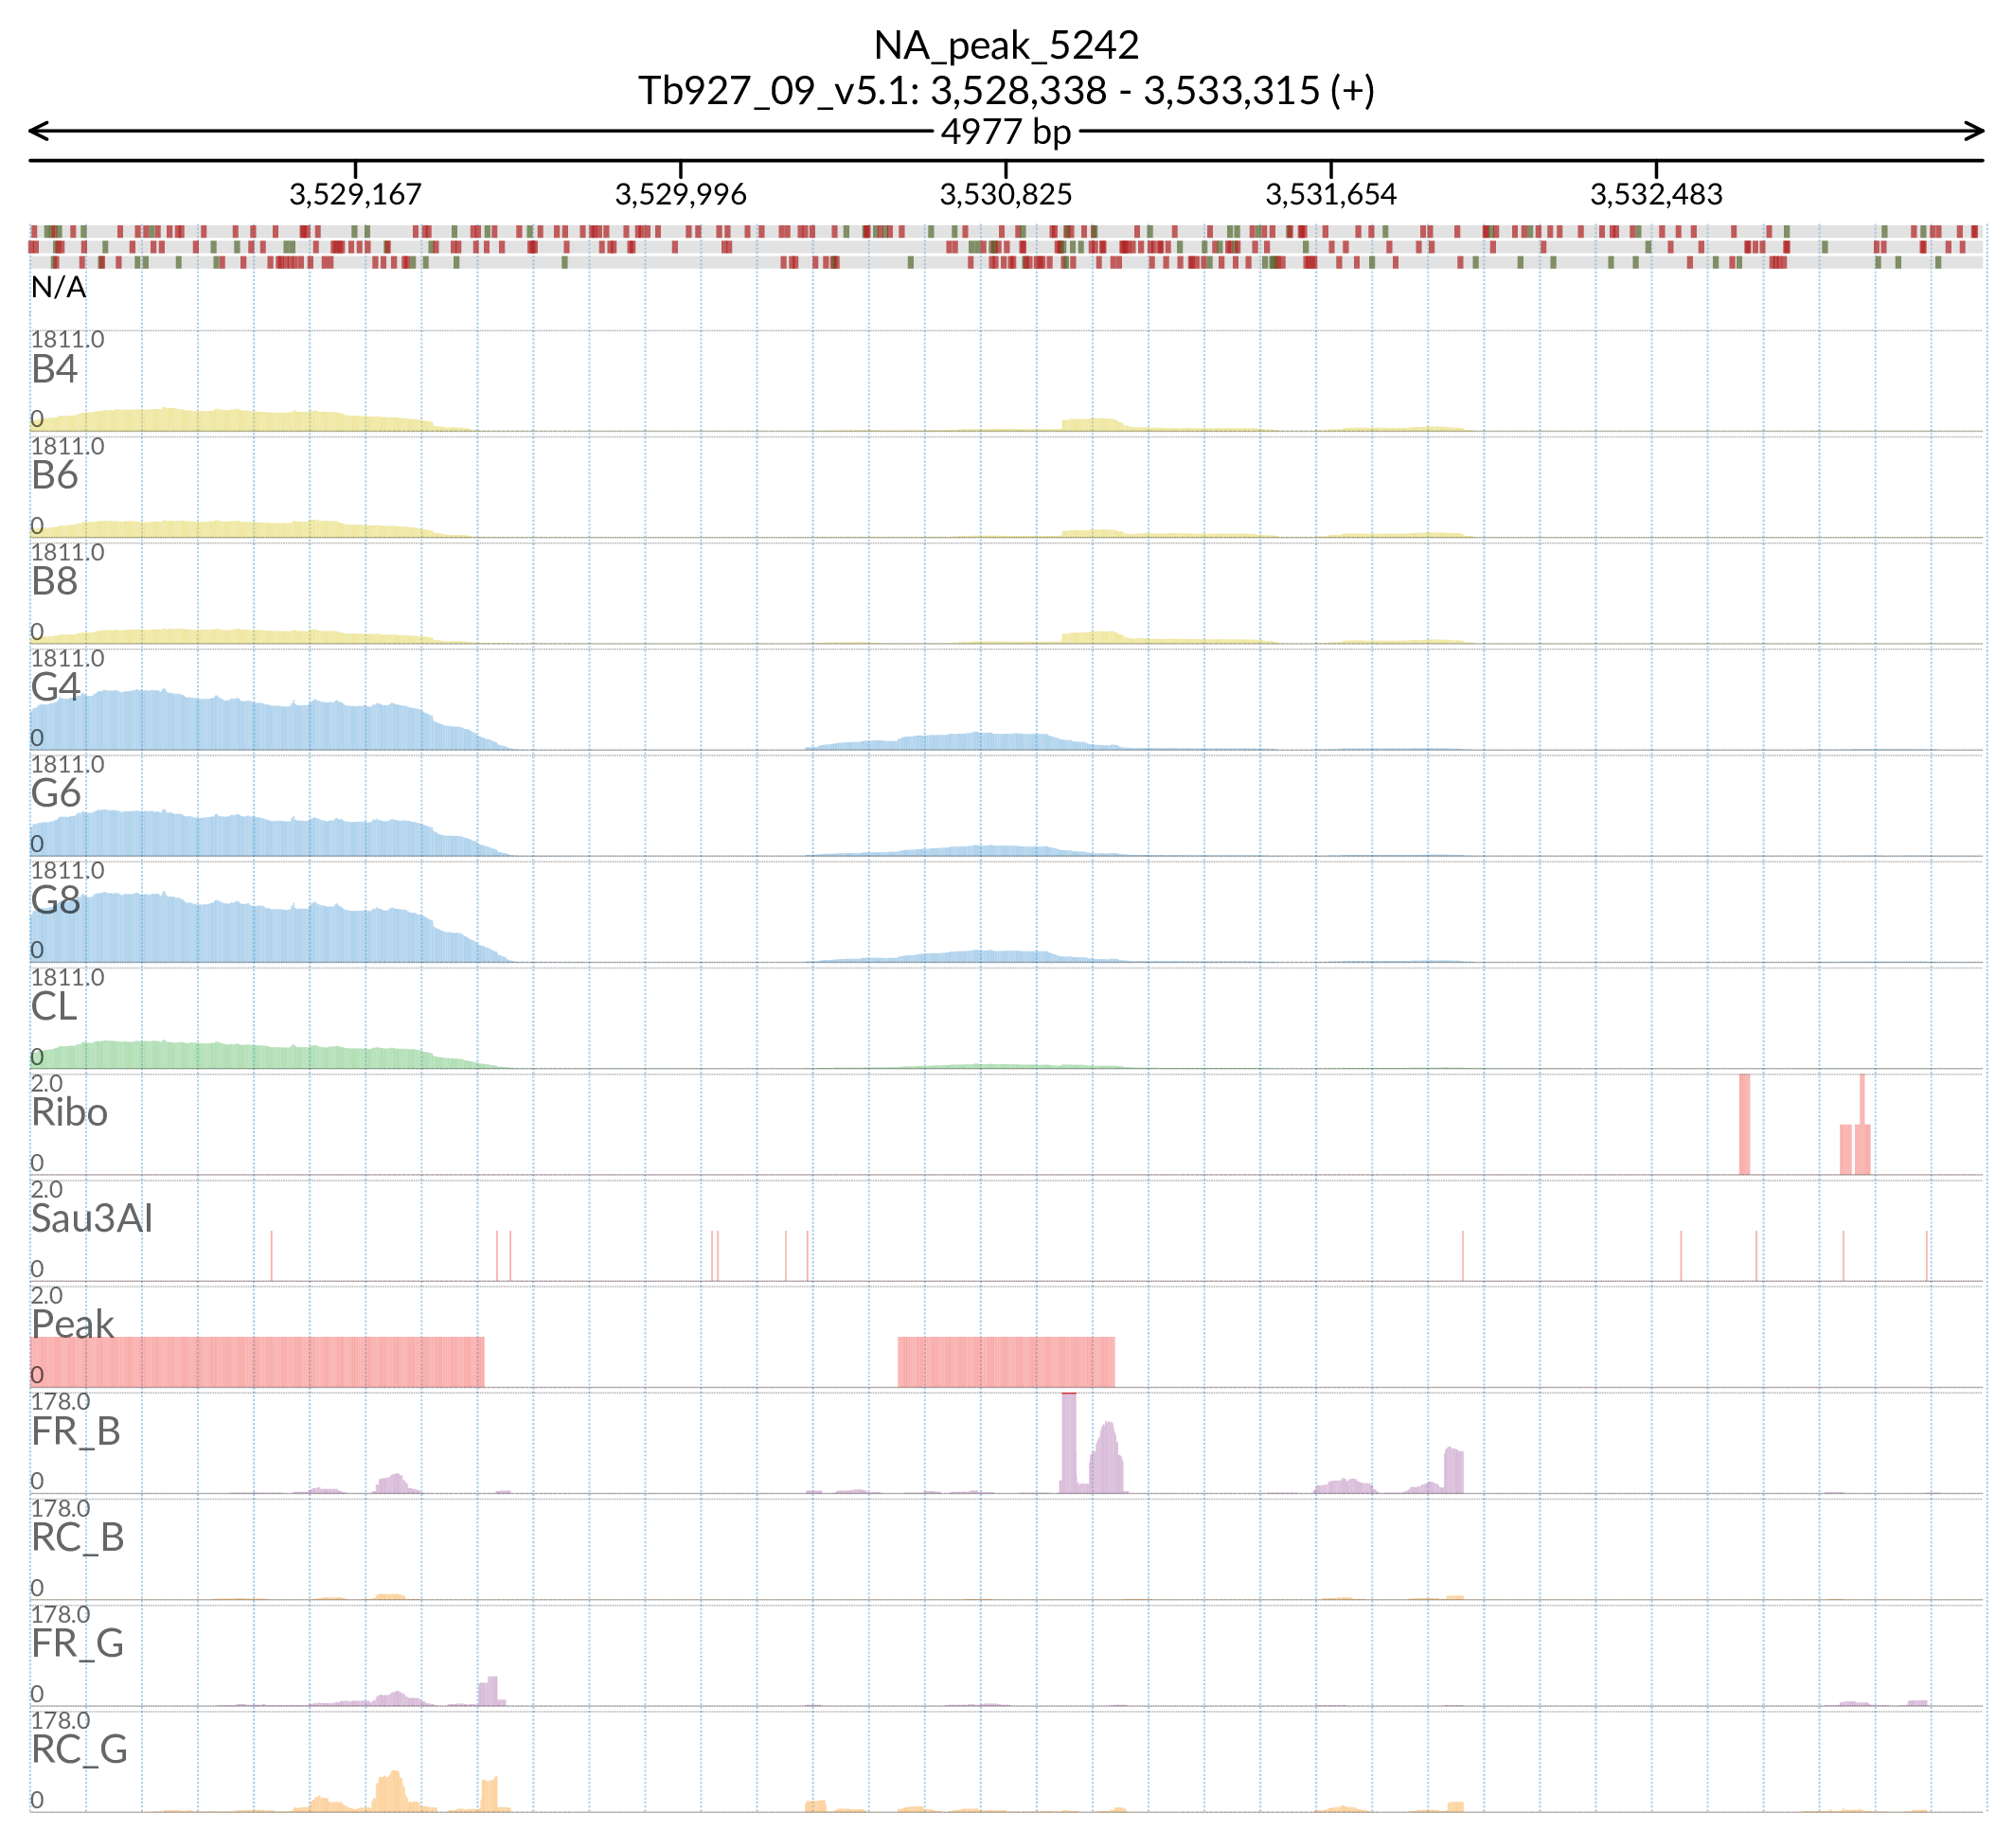 NA_peak_5242
Tb927_09_v5.1: 3,528,338 - 3,533,315 (+)
4977 bp
3,529,167 3,529,996 3,530,825 3,531,654 3,532,483
N/A
1811.0
B4
0
1811.0
B6
0
1811.0
B8
0
1811.0
G4
0
1811.0
G6
0
1811.0
G8
0
1811.0
CL
0
2.0
Ribo
0
2.0
Sau3AI
0
2.0
Peak
0
178.0
FR_B
0
178.0
RC_B
0
178.0
FR_G
0
178.0
RC_G
0